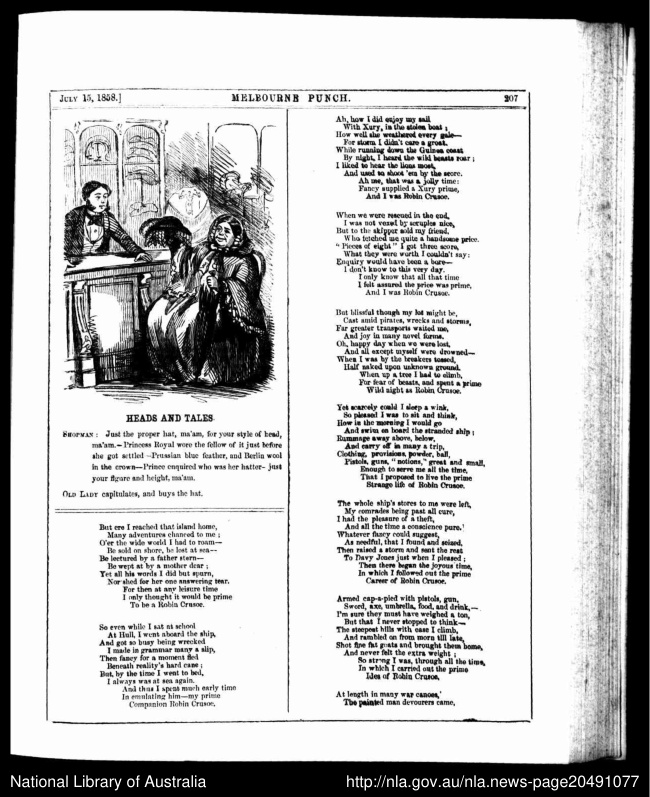 JULY 15, 1858.]
MELBOURNE PUNCH.
207
HEADS AND TALES.
SHOPMAN : Just the proper hat, ma'am, for your style of head,
ma'am.—Princess Royal wore the fellow of it just before
she got settled—Prussian blue feather, and Berlin wool
in the crown—Prince enquired who was her hatter—just
your figure and height, ma'am.
OLD LADY capitulates, and buys the hat.
But ere I reached that island home,
Many adventures chanced to me ;
O'er the wide world I had to roam—
Be sold on shore, be lost at sea—
Be lectured by a father stern—
Be wept at by a mother dear ;
Yet all his words I did but spurn,
Nor shed for her one answering tear.
For then at any leisure time
I only thought it would be prime
To be a Robin Crusoe.
So even while I sat at school
At Hull, I went aboard the ship,
And got so busy being wrecked
I made in grammar many a slip,
Then fancy for a moment fled
Beneath reality's hard cane ;
But, by the time I went to bed,
I always was at sea again.
And thus I spent much early time
In emulating him—my prime
Companion Robin Crusoe.
Ah, how I did enjoy my sail
With Xury, in the stolen boat ;
How well she weathered every gale—
For storm I didn't care a groat.
While running down the Guinea coast
By night, I heard the wild beasts roar ;
I liked to hear the lions most,
And used to shoot 'em by the score.
Ah me, that was a jolly time:
Fancy supplied a Xury prime,
And I was Robin Crusoe.
When we were rescued in the end,
I was not vexed by scruples nice,
But to the skipper sold my friend,
Who fetched me quite a handsome price.
"Pieces of eight" I got three score,
What they were worth I couldn't say:
Enquiry would have been a bore—
I don't know to this very day.
I only know that all that time
I felt assured the price was prime,
And I was Robin Crusoe.
But blissful though my lot might be,
Cast amid pirates, wrecks and storms,
Far greater transports waited me,
And joy in many novel forms.
Oh, happy day when we were lost,
And all except myself were drowned—
When I was by the breakers tossed,
Half naked upon unknown ground.
When up a tree I had to climb,
For fear of beasts, and spent a prime
Wild night as Robin Crusoe.
Yet scarcely could I sleep a wink,
So pleased I was to sit and think,
How in the morning I would go
And swim on board the stranded ship ;
Rummage away above, below,
And carry off in many a trip,
Clothing, provisions, powder, ball,
Pistols, guns, "notions," great and small,
Enough to serve me all the time,
That I proposed to live the prime
Strange life of Robin Crusoe.
The whole ship's stores to me were left,
My comrades being past all cure,
I had the pleasure of a theft,
And all the time a conscience pure.'
Whatever fancy could suggest,
As needful, that I found and seized,
Then raised a storm and sent the rest
To Davy Jones just when I pleased ;
Then there began the joyous time,
In which I followed out the prime
Career of Robin Crusoe.
Armed cap-a-pied with pistols, gun,
Sword, axe, umbrella, food, and drink,—
I'm sure they must have weighed a ton,
But that I never stopped to think—
The steepest hills with ease I climb,
And rambled on from morn till late,
Shot fine fat goats and brought them home,
And never felt the extra weight ;
So strong I was, through all the time,
In which I carried out the prime
Idea of Robin Crusoe,
At length in many war canoes,'
The painted man devourers came,
National Library of Australia
http://nla.gov.au/nla.news-page20491077